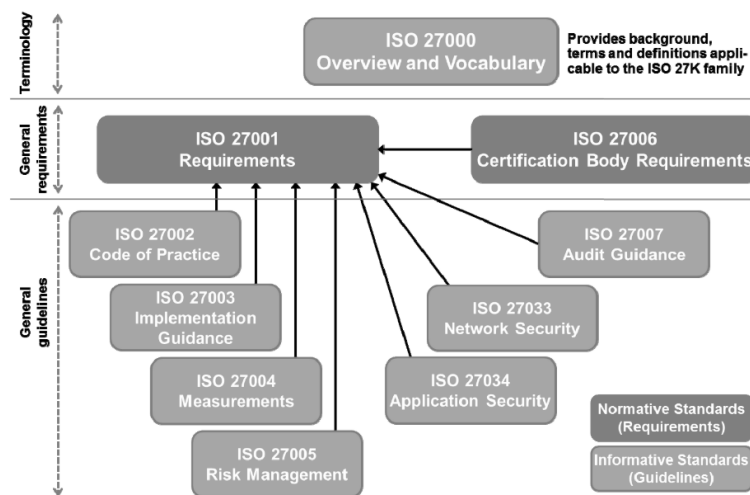 Terminology
ISO 27000
Overview and Vocabulary
Provides background,
terms and definitions appli-
cable to the ISO 27K family
General
requirements
ISO 27001
Requirements
ISO 27006
Certification Body Requirements
General
guidelines
ISO 27002
Code of Practice
ISO 27007
Audit Guidance
ISO 27003
Implementation
Guidance
ISO 27033
Network Security
ISO 27004
Measurements
ISO 27034
Application Security
ISO 27005
Risk Management
Normative Standards
(Requirements)
Informative Standards
(Guidelines)